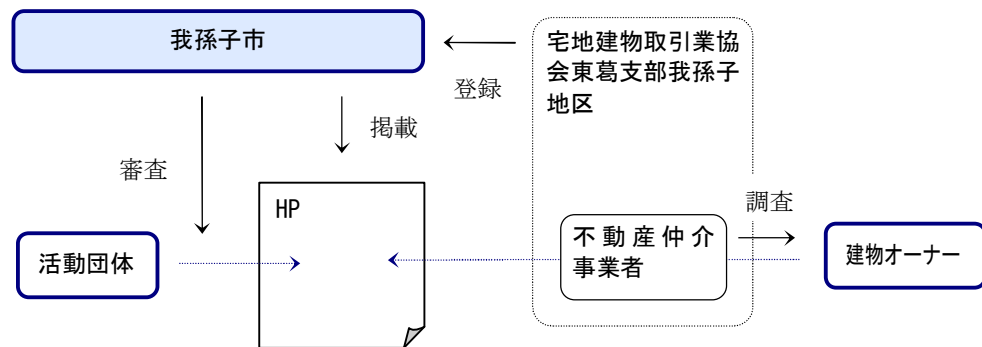 我孫子市
宅地建物取引業協
会東葛支部我孫子
地区
登録
掲載
審査
HP
調査
不動産仲介
事業者
活動団体
建物オーナー